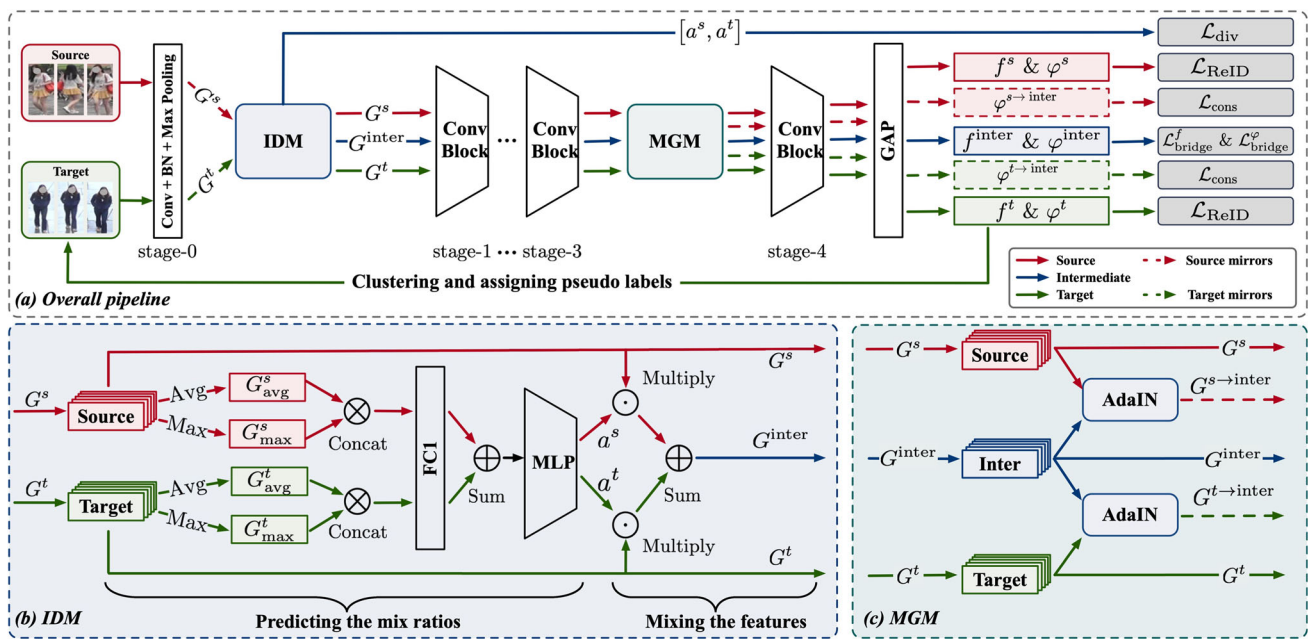 Source
Target
Conv + BN + Max Pooling
stage-0
G^s
G^t
IDM
[a^s, a^t]
G^s
G^inter
G^t
Conv Block
...
Conv Block
stage-1 ... stage-3
MGM
Conv Block
stage-4
GAP
f^s & φ^s
φ^{s→inter}
f^inter & φ^inter
φ^{t→inter}
f^t & φ^t
ℒ_div
ℒ_ReID
ℒ_cons
ℒ^f_bridge & ℒ^φ_bridge
ℒ_cons
ℒ_ReID
Clustering and assigning pseudo labels
Source
Source mirrors
Intermediate
Target
Target mirrors
(a) Overall pipeline
G^s
Source
Avg
G^s_avg
Max
G^s_max
Concat
G^t
Target
Avg
G^t_avg
Max
G^t_max
Concat
FC1
Sum
MLP
a^s
a^t
Multiply
Multiply
Sum
G^s
G^inter
G^t
(b) IDM
Predicting the mix ratios
Mixing the features
G^s
Source
G^s
AdaIN
G^{s→inter}
G^inter
Inter
G^inter
AdaIN
G^{t→inter}
G^t
Target
G^t
(c) MGM